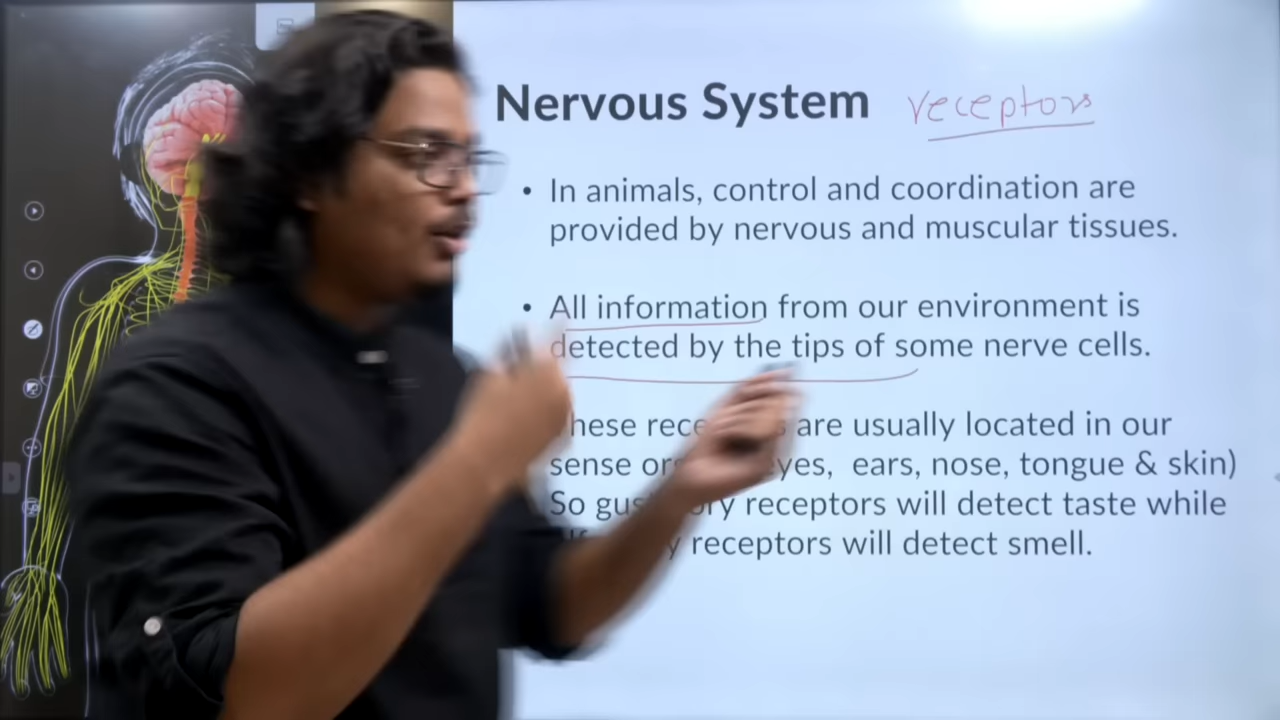 Nervous System receptors
• In animals, control and coordination are
provided by nervous and muscular tissues.
• All information from our environment is
detected by the tips of some nerve cells.
are usually located in our
sense ears, nose, tongue & skin)
So receptors will detect taste while
receptors will detect smell.